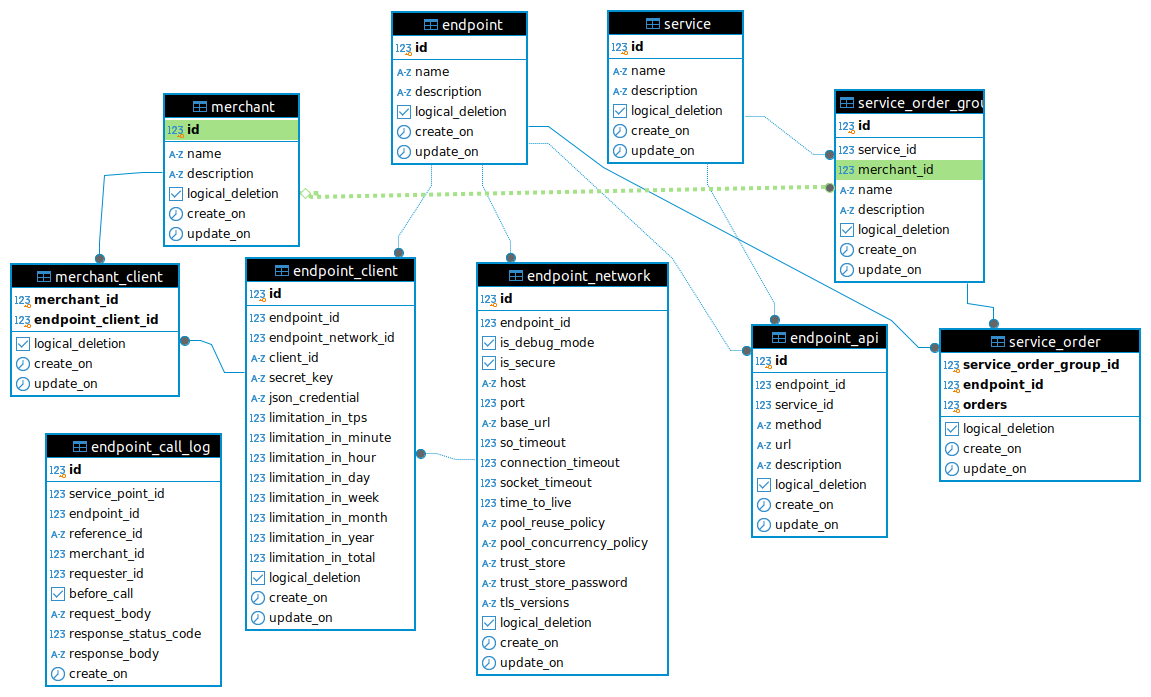 endpoint
123 id
A-Z name
A-Z description
logical_deletion
create_on
update_on
service
123 id
A-Z name
A-Z description
logical_deletion
create_on
update_on
merchant
123 id
A-Z name
A-Z description
logical_deletion
create_on
update_on
service_order_grou
123 id
123 service_id
123 merchant_id
A-Z name
A-Z description
logical_deletion
create_on
update_on
merchant_client
123 merchant_id
123 endpoint_client_id
logical_deletion
create_on
update_on
endpoint_client
123 id
123 endpoint_id
123 endpoint_network_id
A-Z client_id
A-Z secret_key
A-Z json_credential
123 limitation_in_tps
123 limitation_in_minute
123 limitation_in_hour
123 limitation_in_day
123 limitation_in_week
123 limitation_in_month
123 limitation_in_year
123 limitation_in_total
logical_deletion
create_on
update_on
endpoint_network
123 id
123 endpoint_id
is_debug_mode
is_secure
A-Z host
123 port
A-Z base_url
123 so_timeout
123 connection_timeout
123 socket_timeout
123 time_to_live
A-Z pool_reuse_policy
A-Z pool_concurrency_policy
A-Z trust_store
A-Z trust_store_password
A-Z tls_versions
logical_deletion
create_on
update_on
endpoint_api
123 id
123 endpoint_id
123 service_id
A-Z method
A-Z url
A-Z description
logical_deletion
create_on
update_on
service_order
123 service_order_group_id
123 endpoint_id
123 orders
logical_deletion
create_on
update_on
endpoint_call_log
123 id
123 service_point_id
123 endpoint_id
A-Z reference_id
123 merchant_id
123 requester_id
before_call
A-Z request_body
123 response_status_code
A-Z response_body
create_on